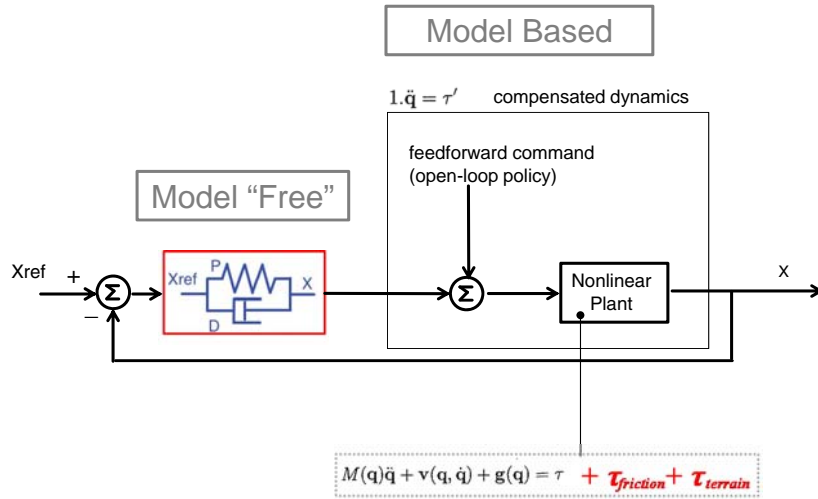 Model Based
1.q̈ = τ′ compensated dynamics
feedforward command
(open-loop policy)
Model “Free”
Xref
+
−
Σ
Xref
P
D
X
Σ
Nonlinear
Plant
X
M(q)q̈ + v(q, q̇) + g(q) = τ + τfriction + τterrain